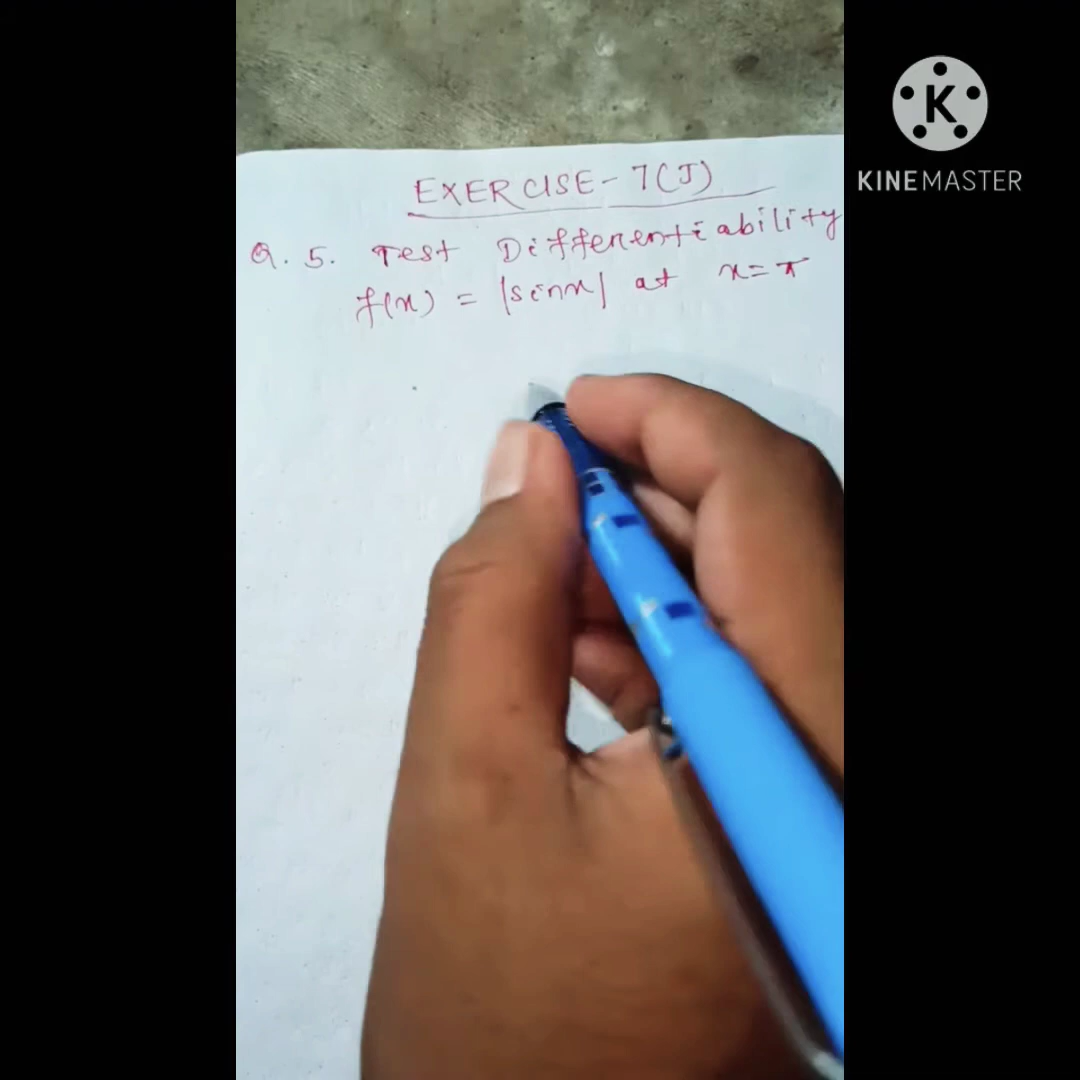 EXERCISE-7(J)
Q. 5. Test Differentiability
f(x) = |sinx| at x=π
K
KINEMASTER